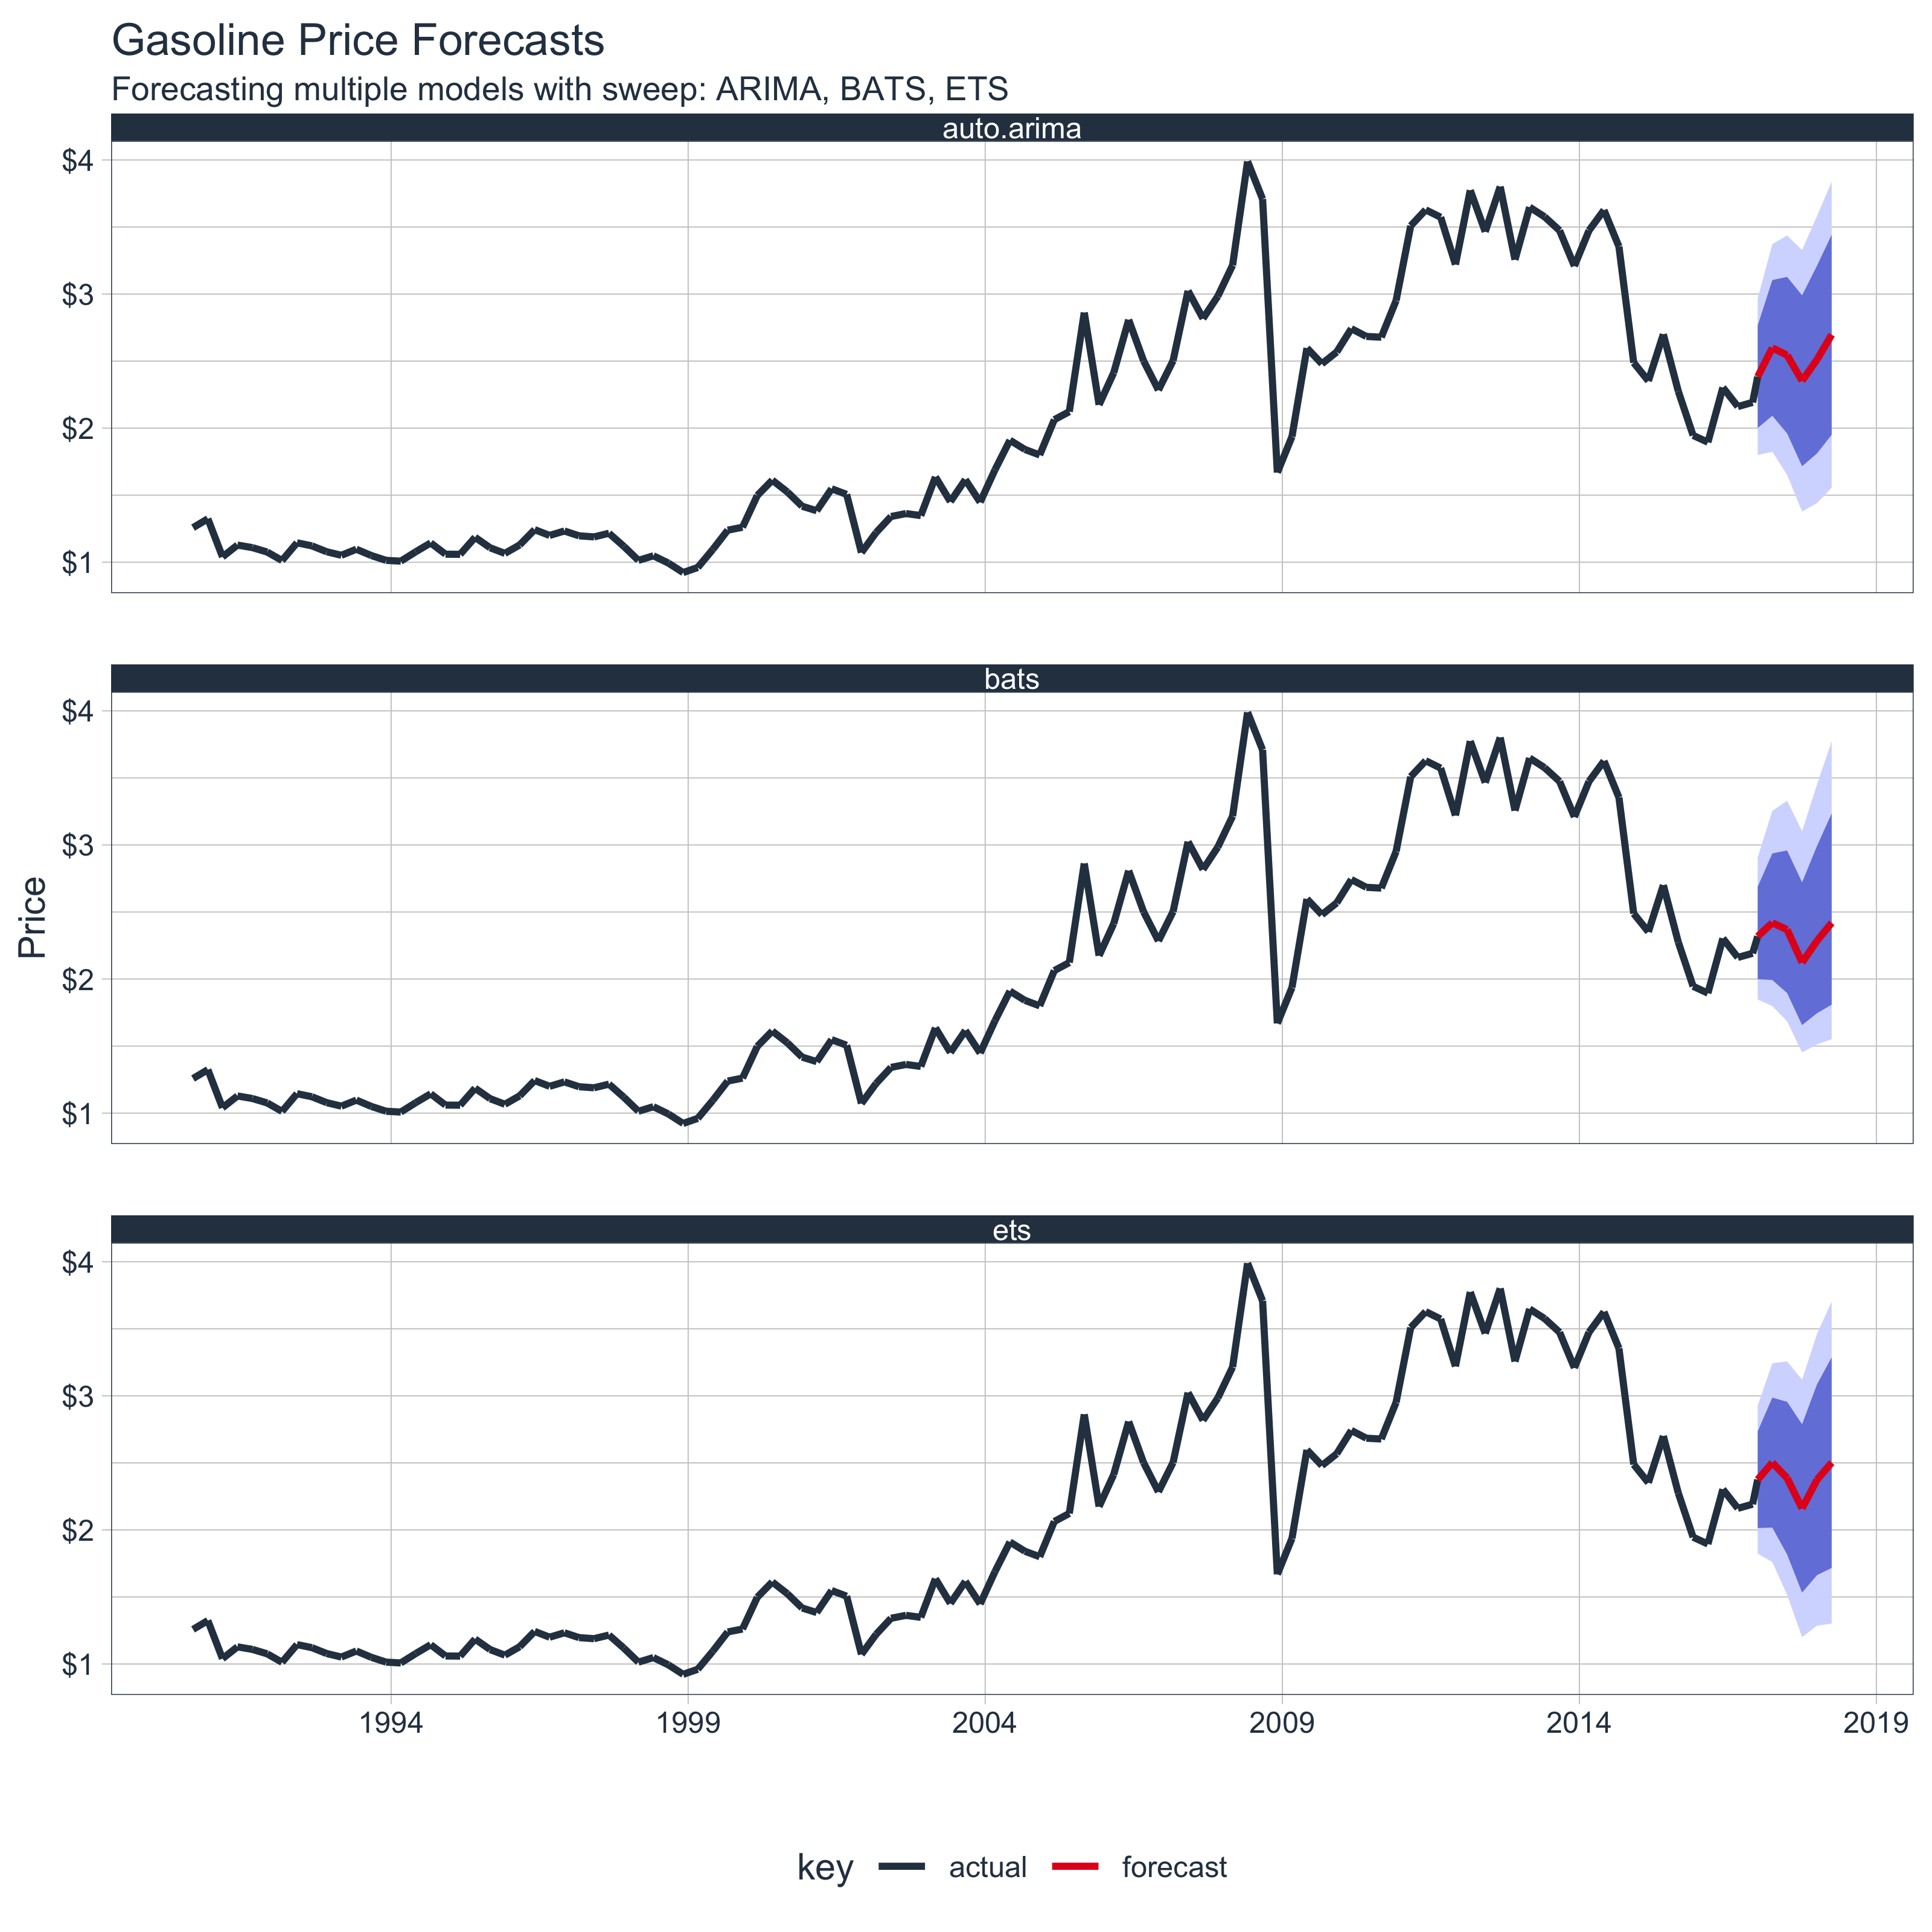 Gasoline Price Forecasts
Forecasting multiple models with sweep: ARIMA, BATS, ETS
auto.arima
$4
$3
$2
$1
bats
$4
$3
$2
$1
Price
ets
$4
$3
$2
$1
1994 1999 2004 2009 2014 2019
key actual forecast